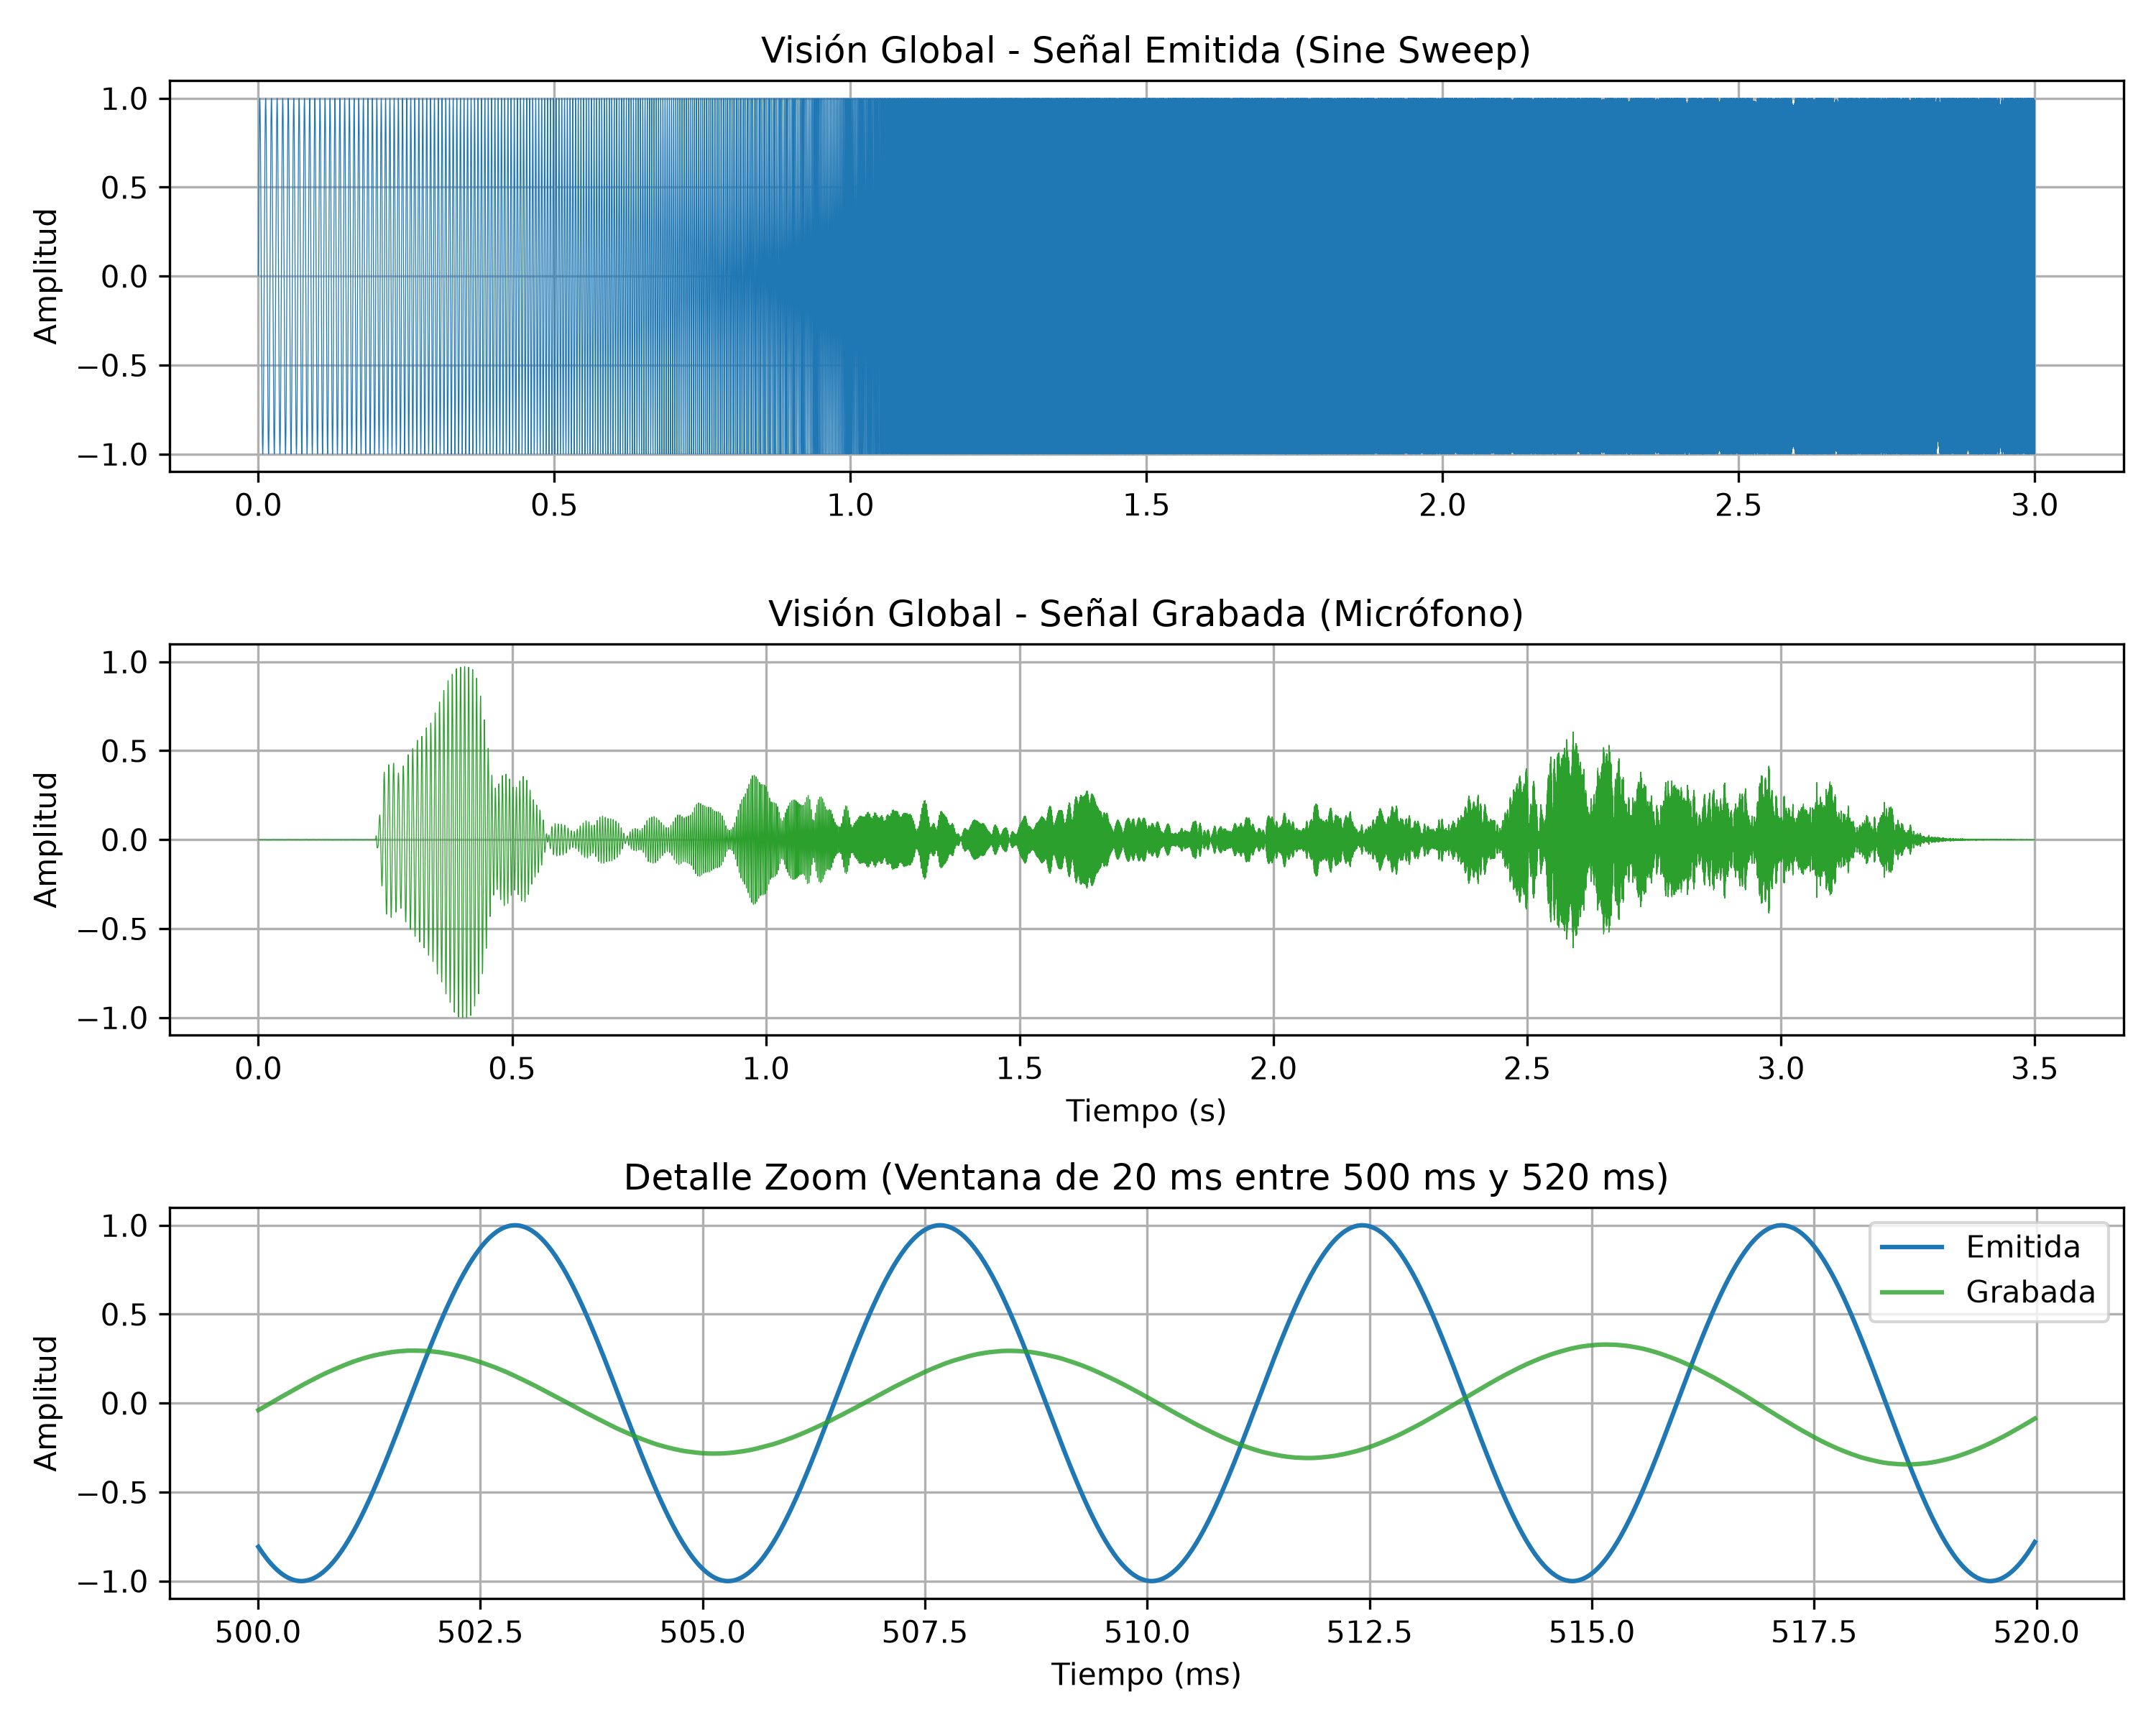 Visión Global - Señal Emitida (Sine Sweep)
Amplitud
1.0
0.5
0.0
−0.5
−1.0
0.0 0.5 1.0 1.5 2.0 2.5 3.0
Visión Global - Señal Grabada (Micrófono)
Amplitud
1.0
0.5
0.0
−0.5
−1.0
0.0 0.5 1.0 1.5 2.0 2.5 3.0 3.5
Tiempo (s)
Detalle Zoom (Ventana de 20 ms entre 500 ms y 520 ms)
Amplitud
1.0
0.5
0.0
−0.5
−1.0
Emitida
Grabada
500.0 502.5 505.0 507.5 510.0 512.5 515.0 517.5 520.0
Tiempo (ms)